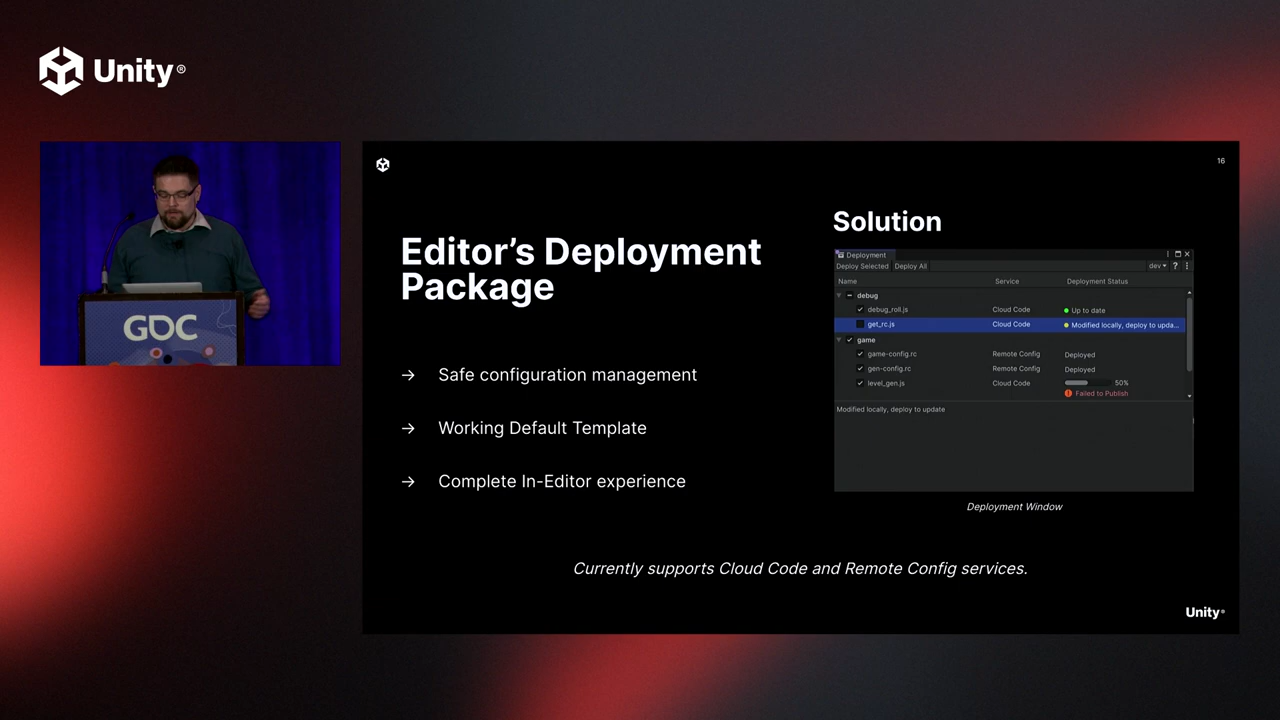 Unity®
GDC
16
Editor's Deployment
Package
→ Safe configuration management
→ Working Default Template
→ Complete In-Editor experience
Solution
Deployment
Deploy Selected Deploy All dev ?
Name Service Deployment Status
debug
debug_roll.js Cloud Code Up to date
get_rc.js Cloud Code Modified locally, deploy to upda...
game
game-config.rc Remote Config Deployed
gen-config.rc Remote Config Deployed
level_gen.js Cloud Code 50%
Failed to Publish
Modified locally, deploy to update
Deployment Window
Currently supports Cloud Code and Remote Config services.
Unity®